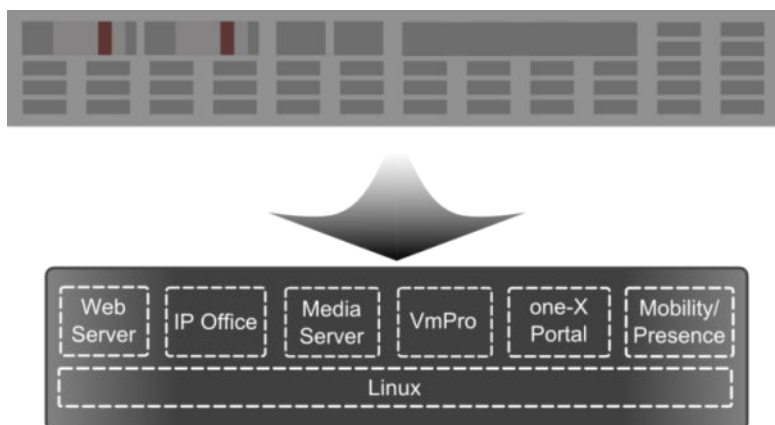 Web
Server
IP Office
Media
Server
VmPro
one-X
Portal
Mobility/
Presence
Linux